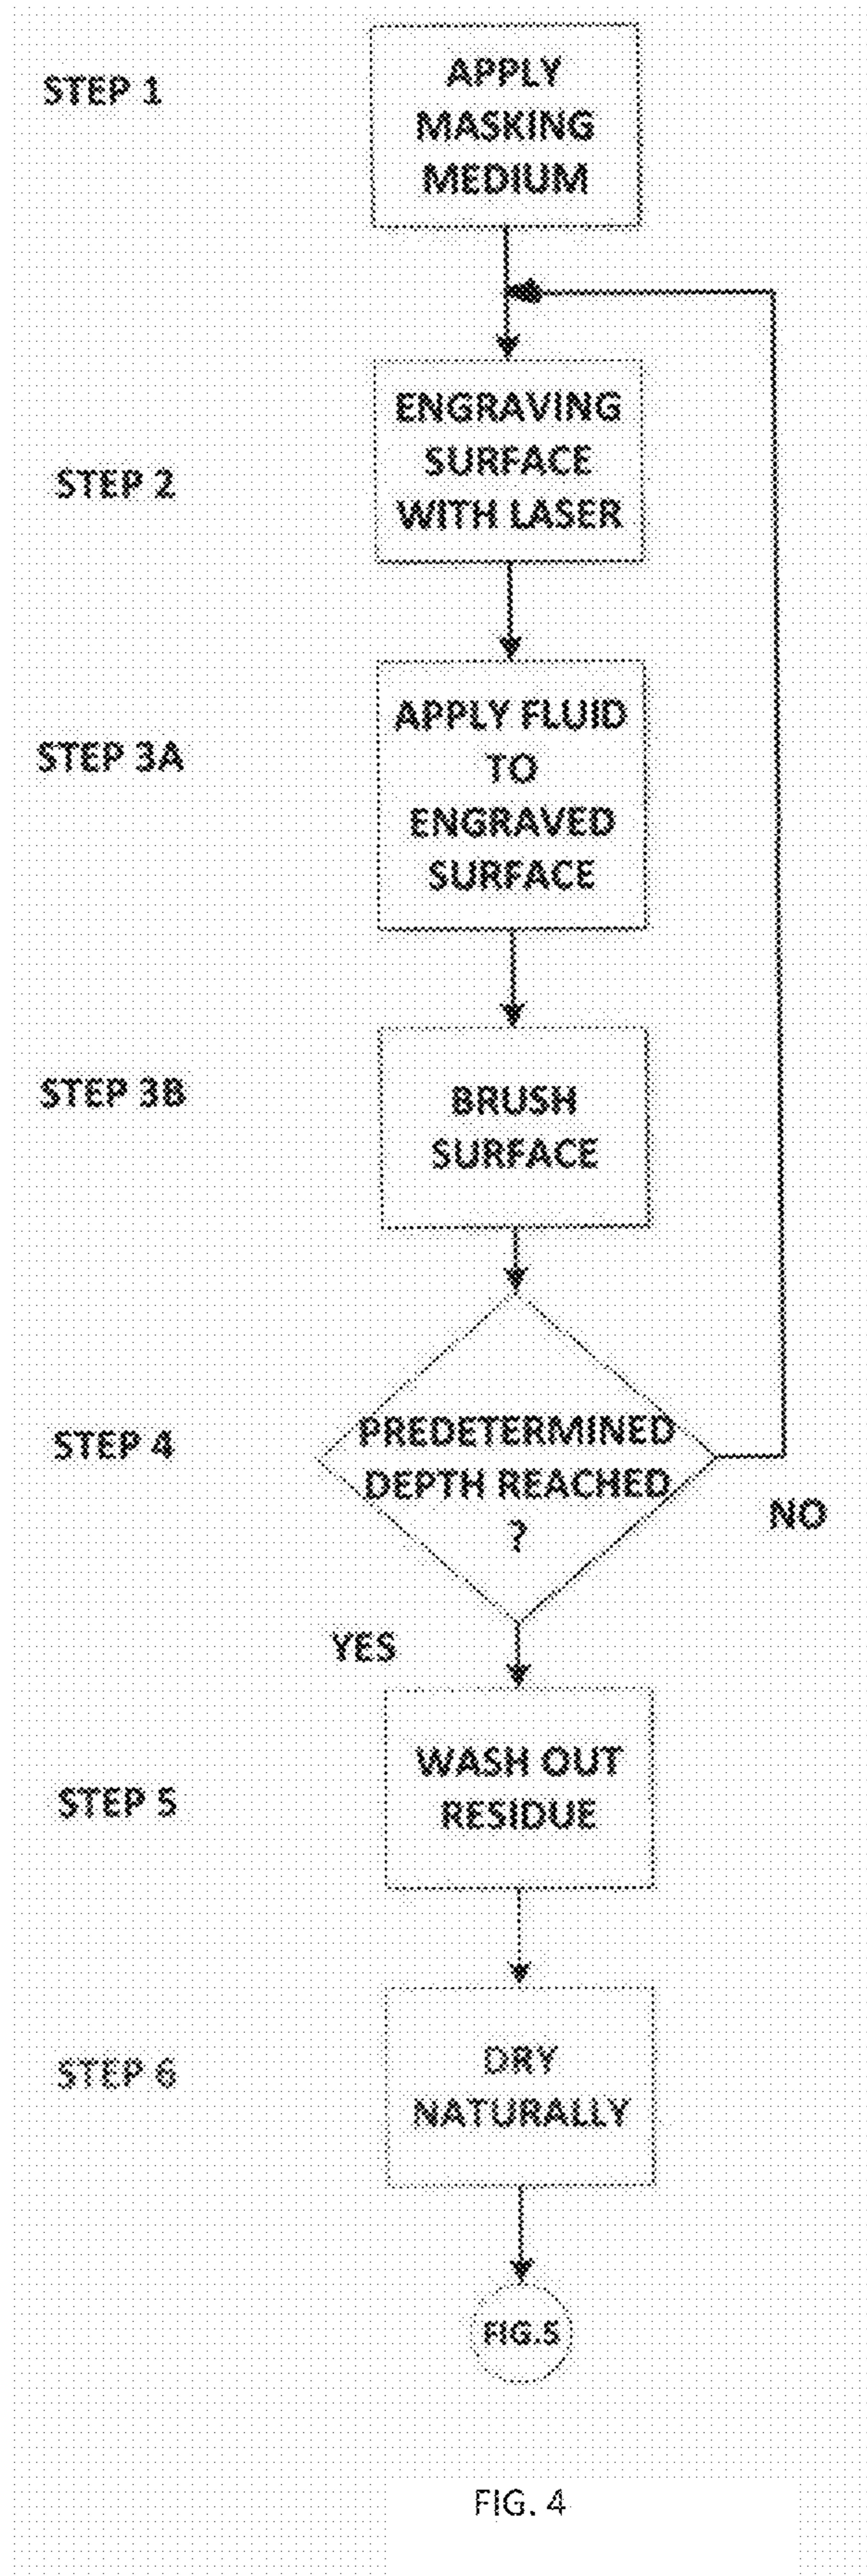 STEP 1
APPLY
MASKING
MEDIUM
STEP 2
ENGRAVING
SURFACE
WITH LASER
STEP 3A
APPLY FLUID
TO
ENGRAVED
SURFACE
STEP 3B
BRUSH
SURFACE
STEP 4
PREDETERMINED
DEPTH REACHED
?
NO
YES
STEP 5
WASH OUT
RESIDUE
STEP 6
DRY
NATURALLY
FIG.5
FIG. 4